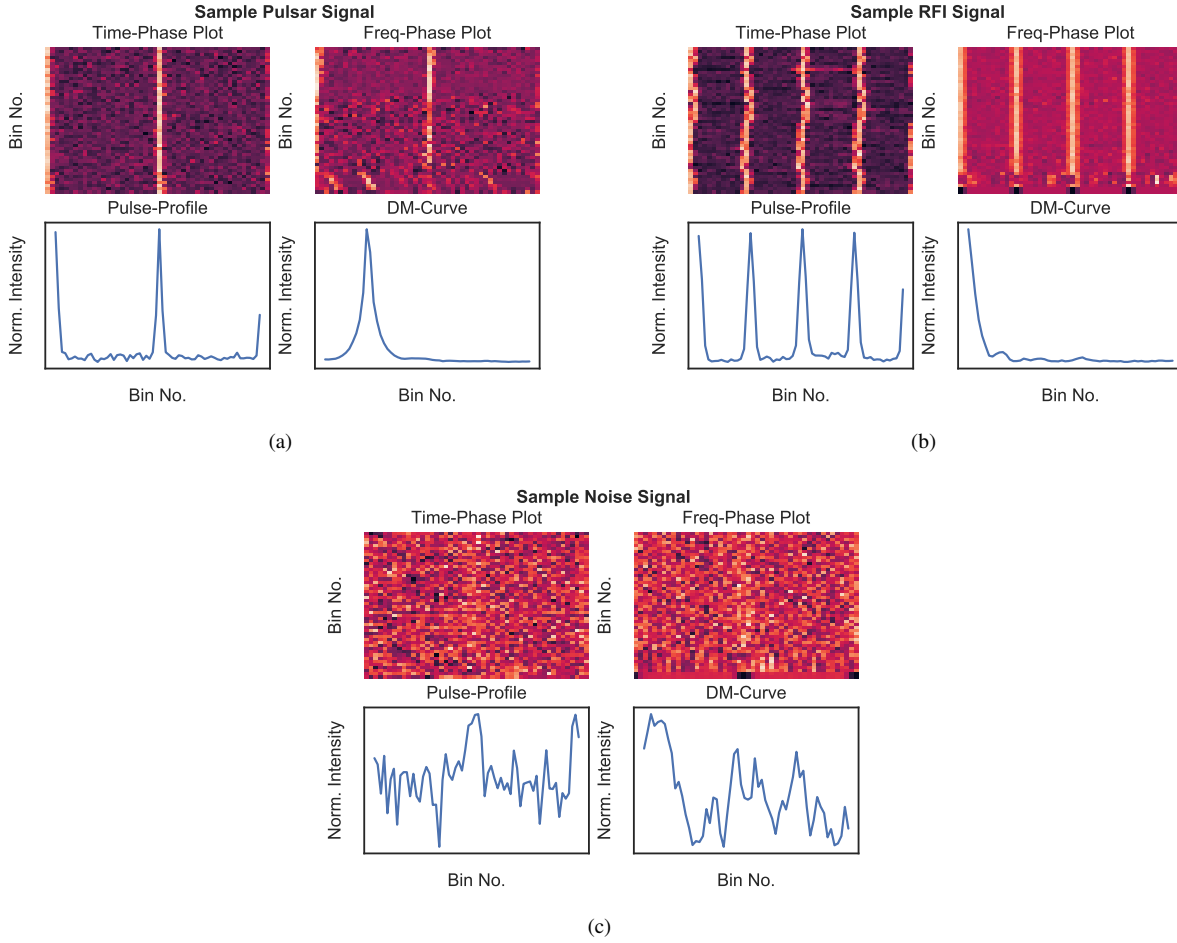 Sample Pulsar Signal
Time-Phase Plot
Freq-Phase Plot
Bin No.
Bin No.
Pulse-Profile
DM-Curve
Norm. Intensity
Norm. Intensity
Bin No.
Bin No.
(a)
Sample RFI Signal
Time-Phase Plot
Freq-Phase Plot
Bin No.
Bin No.
Pulse-Profile
DM-Curve
Norm. Intensity
Norm. Intensity
Bin No.
Bin No.
(b)
Sample Noise Signal
Time-Phase Plot
Freq-Phase Plot
Bin No.
Bin No.
Pulse-Profile
DM-Curve
Norm. Intensity
Norm. Intensity
Bin No.
Bin No.
(c)